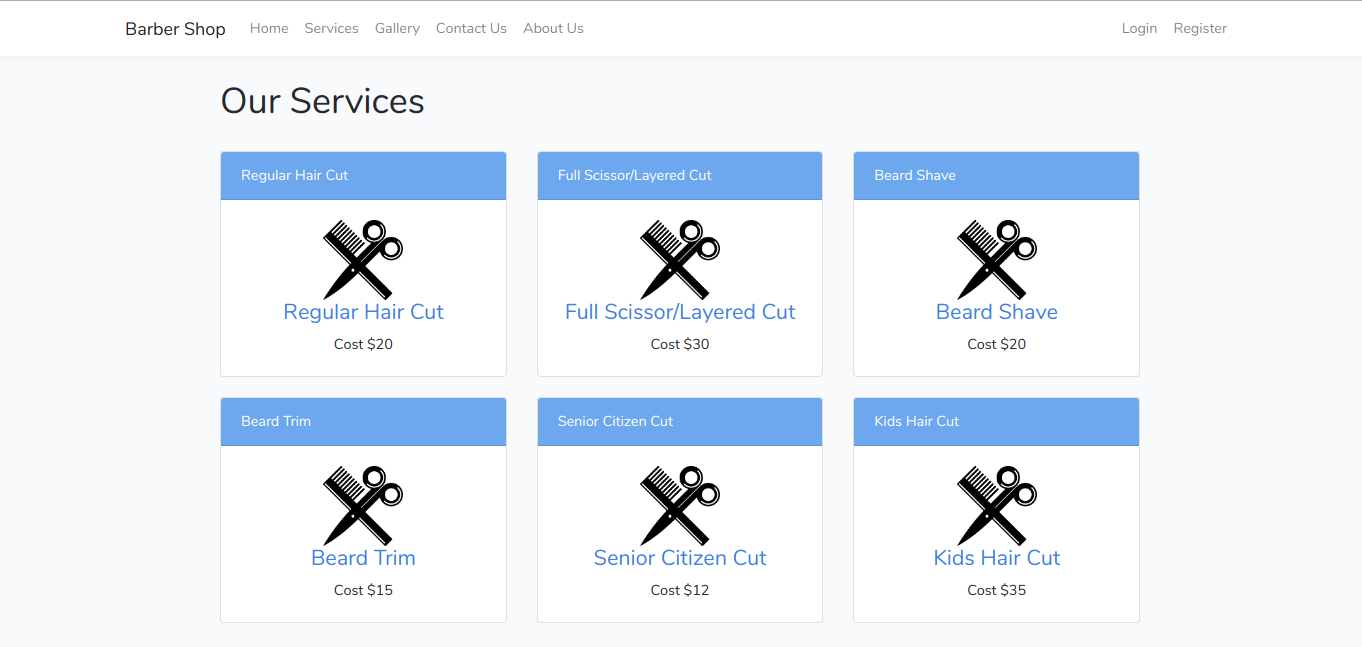 Barber Shop Home Services Gallery Contact Us About Us Login Register
Our Services
Regular Hair Cut
Full Scissor/Layered Cut
Beard Shave
Regular Hair Cut
Full Scissor/Layered Cut
Beard Shave
Cost $20
Cost $30
Cost $20
Beard Trim
Senior Citizen Cut
Kids Hair Cut
Beard Trim
Senior Citizen Cut
Kids Hair Cut
Cost $15
Cost $12
Cost $35